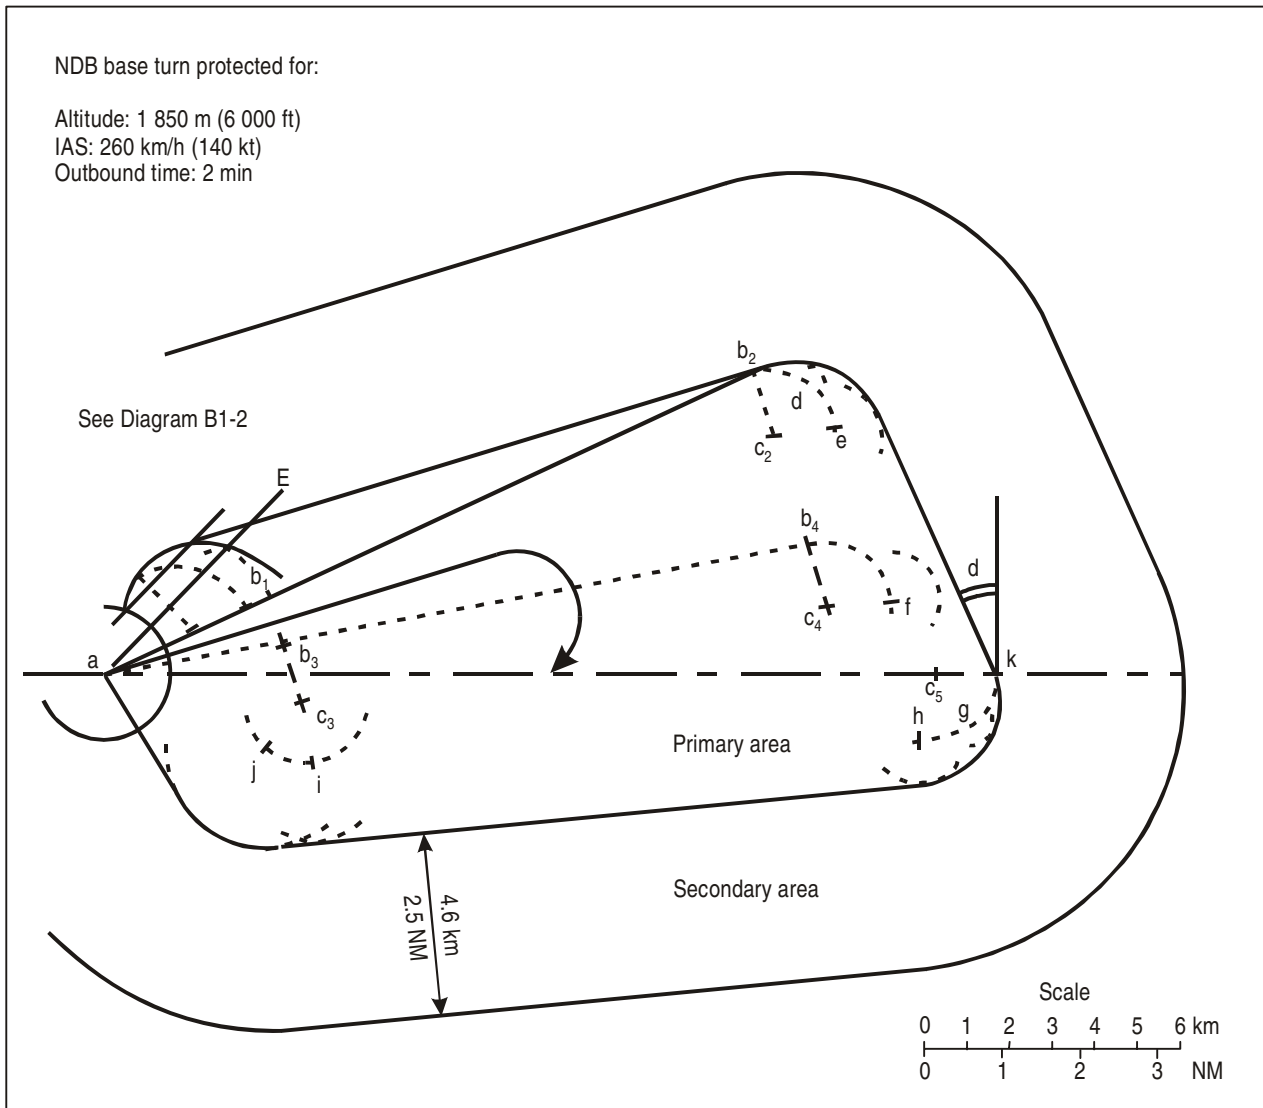 NDB base turn protected for:
Altitude: 1 850 m (6 000 ft)
IAS: 260 km/h (140 kt)
Outbound time: 2 min
b2
d
c2
e
See Diagram B1-2
E
b4
b1
d
f
c4
a
b3
k
c5
c3
h
g
Primary area
j
i
Secondary area
4.6 km
2.5 NM
Scale
0 1 2 3 4 5 6 km
0 1 2 3 NM